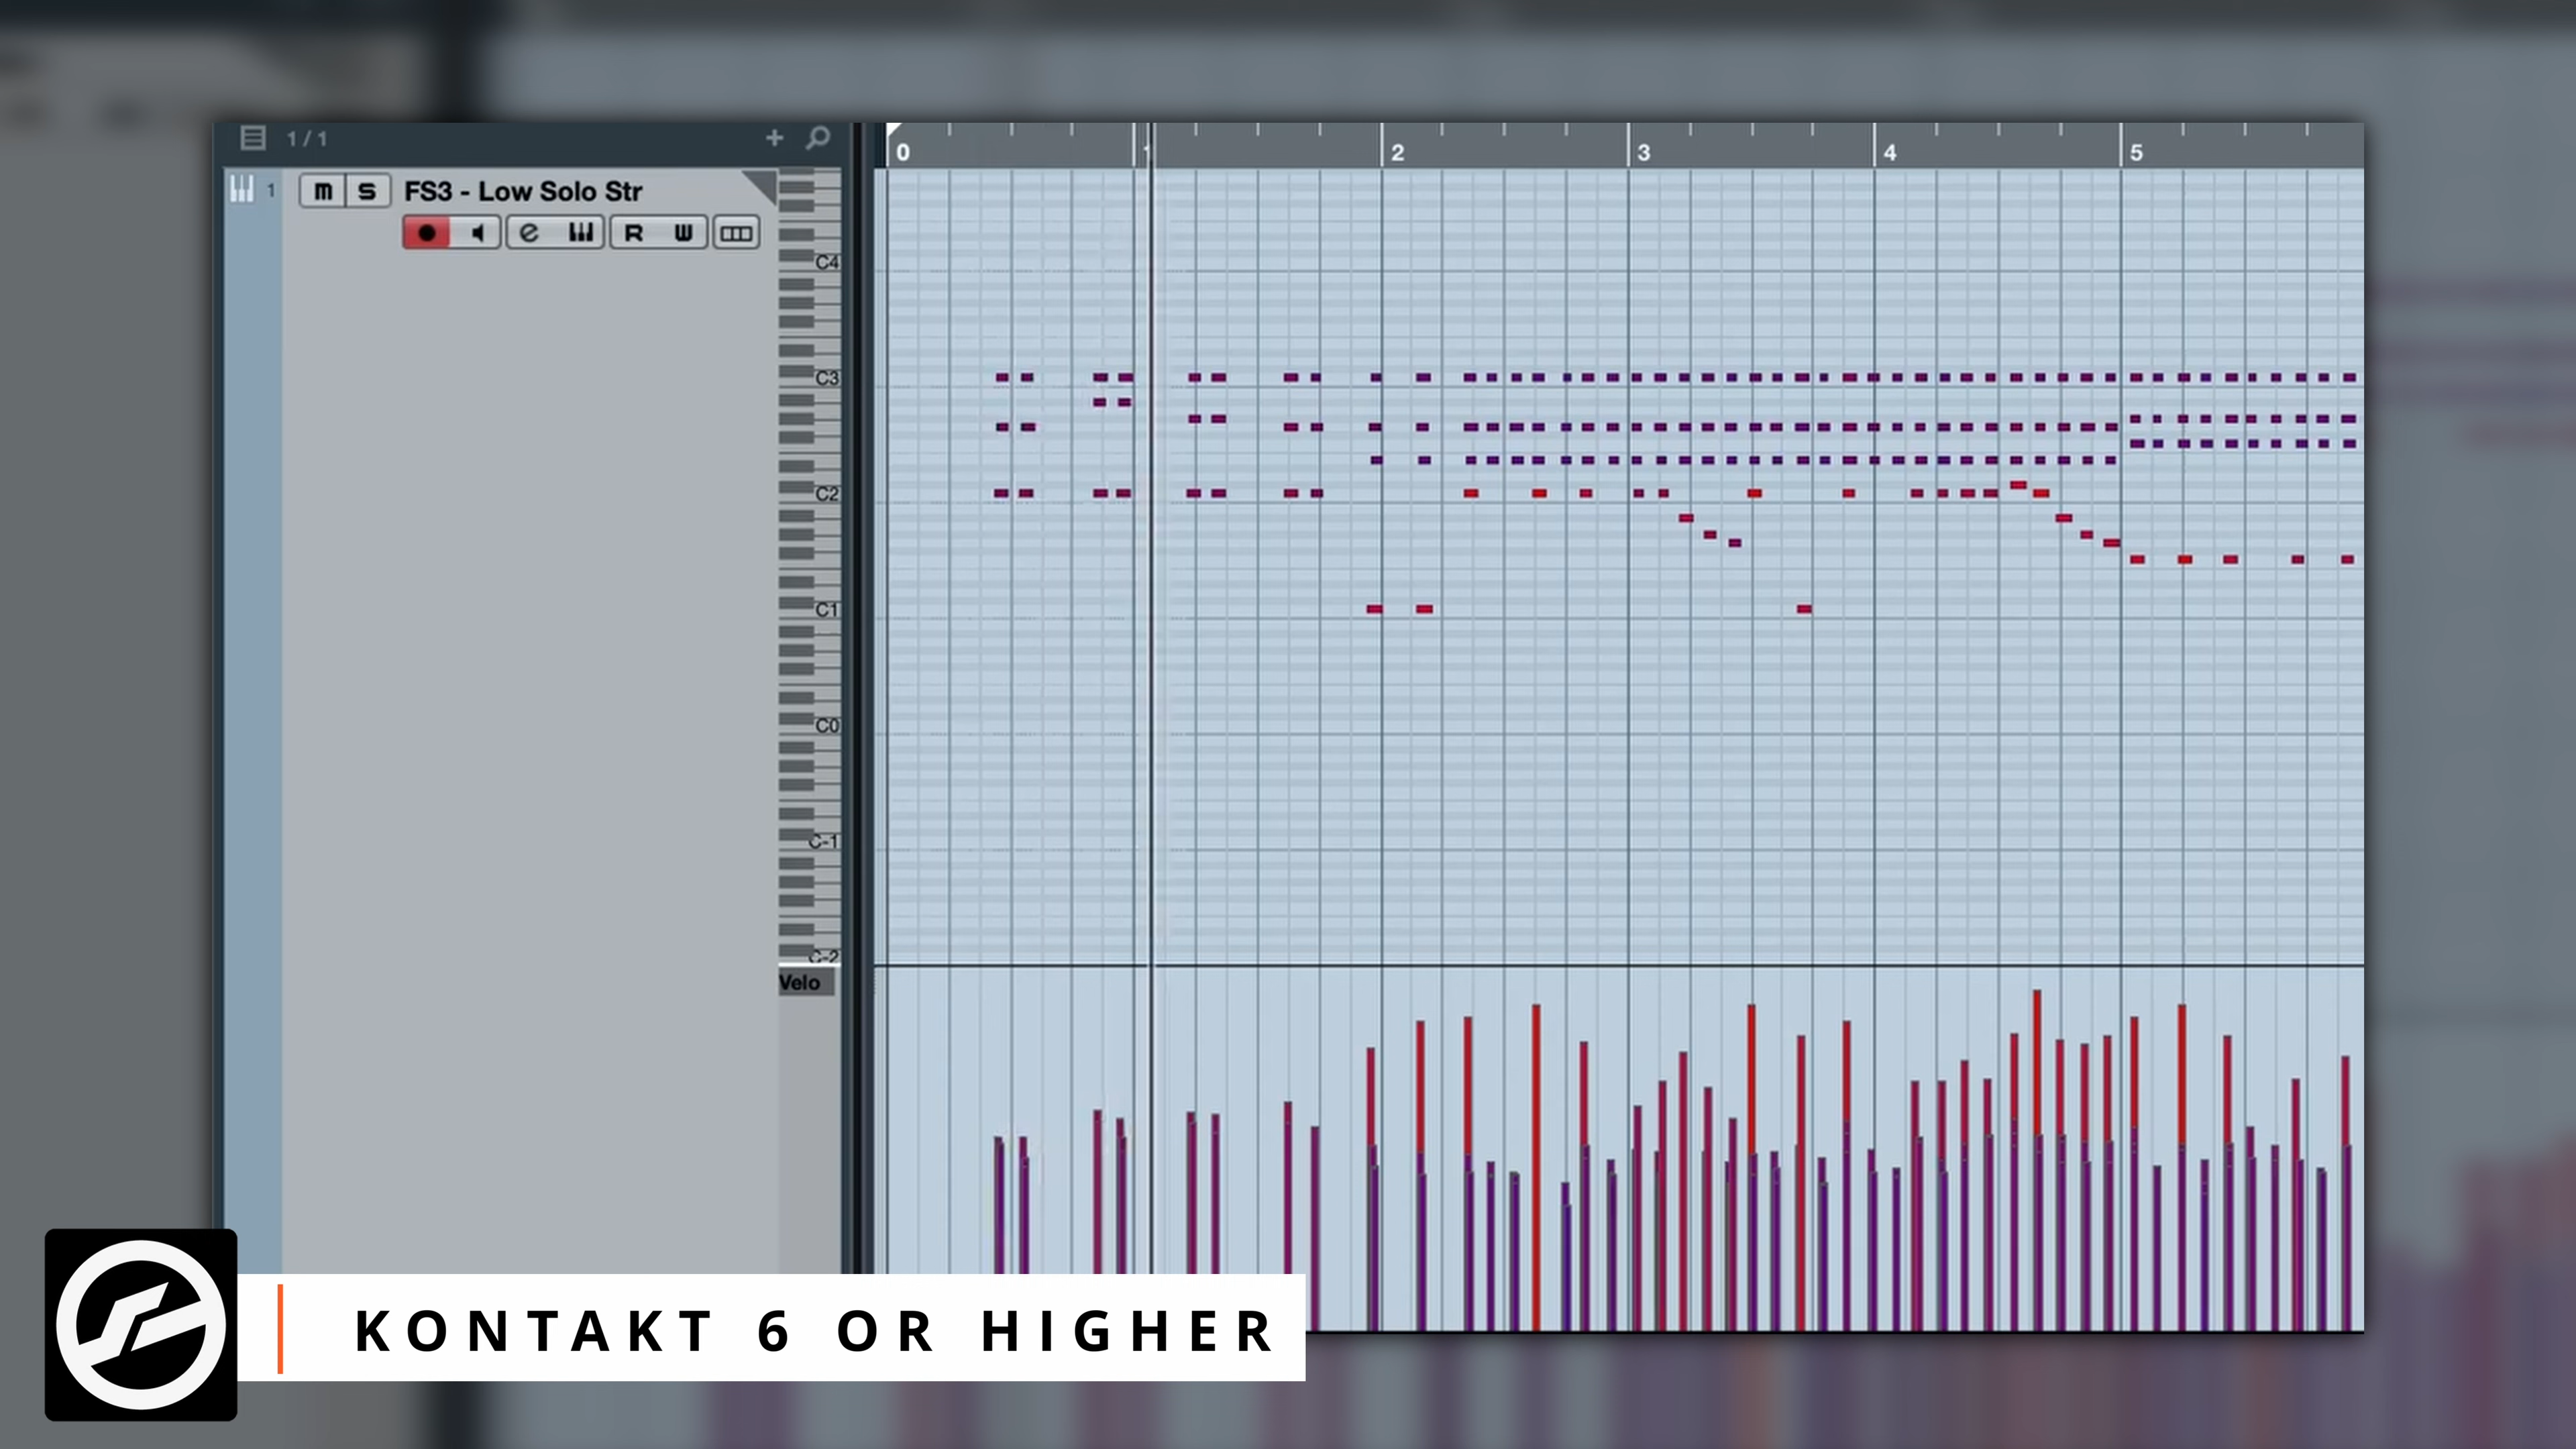 1 / 1
0 1 2 3 4 5
1 m S FS3 - Low Solo Str
e R W
C4
C3
C2
C1
C0
C-1
C-2
Velo
KONTAKT 6 OR HIGHER